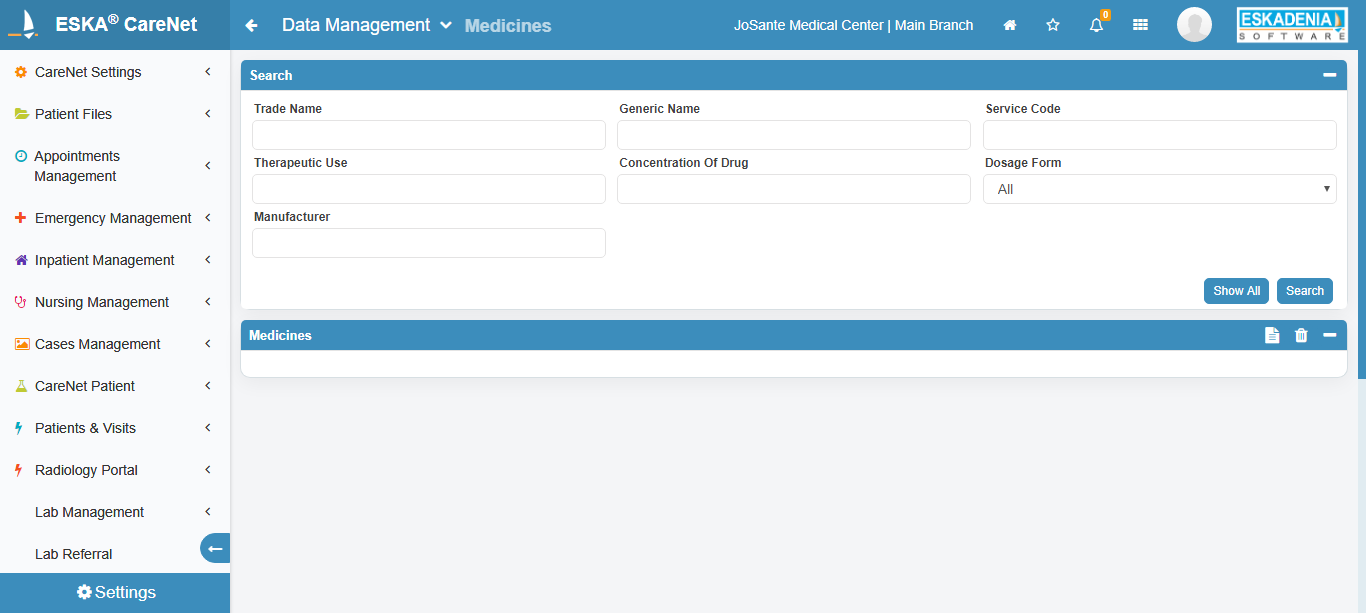 ESKA® CareNet
Data Management Medicines
JoSante Medical Center | Main Branch
0
ESKADENIA
SOFTWARE
CareNet Settings
Patient Files
Appointments
Management
Emergency Management
Inpatient Management
Nursing Management
Cases Management
CareNet Patient
Patients & Visits
Radiology Portal
Lab Management
Lab Referral
Settings
Search
Trade Name
Generic Name
Service Code
Therapeutic Use
Concentration Of Drug
Dosage Form
All
Manufacturer
Show All
Search
Medicines